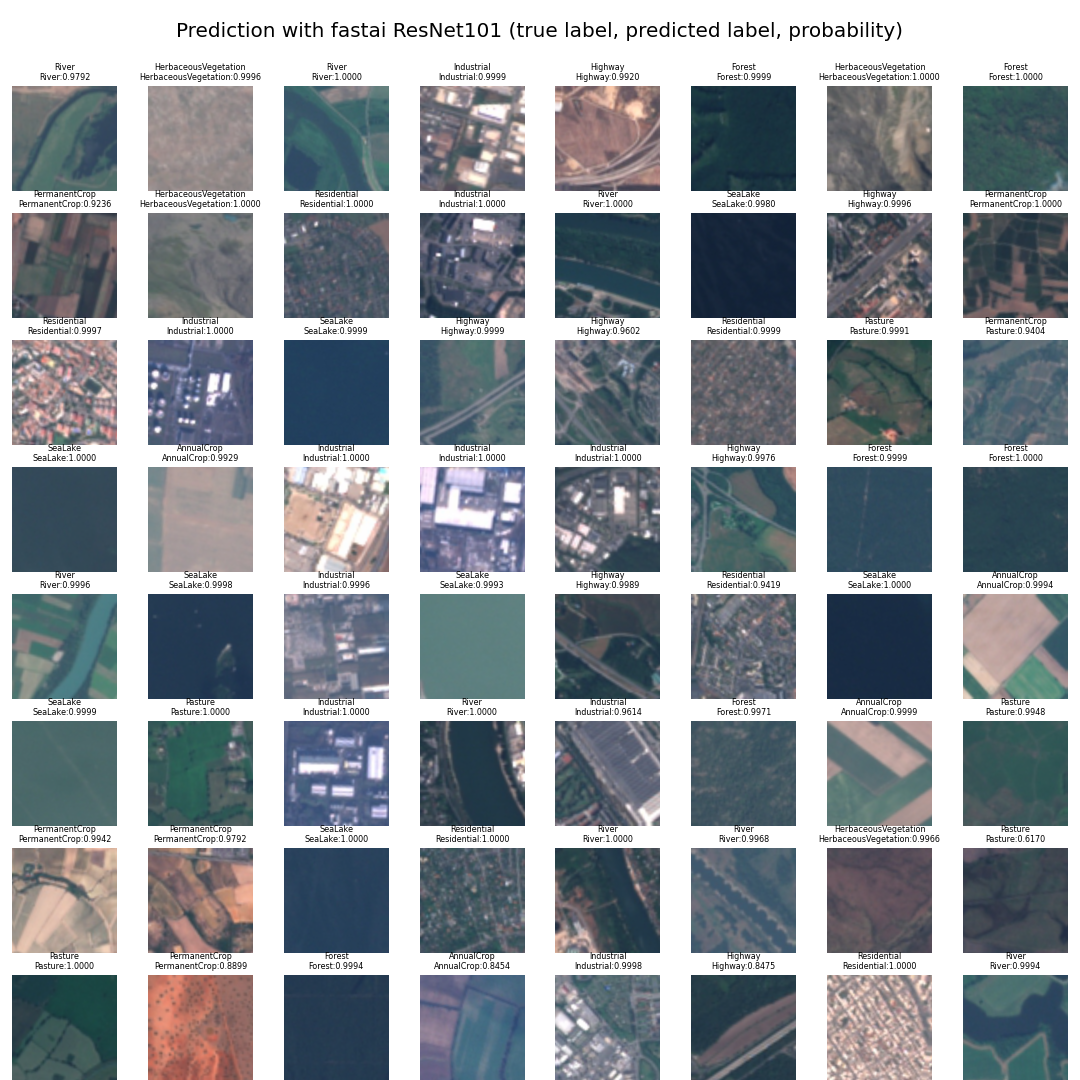 Prediction with fastai ResNet101 (true label, predicted label, probability)
River HerbaceousVegetation River Industrial Highway Forest HerbaceousVegetation Forest
River:0.9792 HerbaceousVegetation:0.9996 River:1.0000 Industrial:0.9999 Highway:0.9920 Forest:0.9999 HerbaceousVegetation:1.0000 Forest:1.0000
PermanentCrop HerbaceousVegetation Residential Industrial River SeaLake Highway PermanentCrop
PermanentCrop:0.9236 HerbaceousVegetation:1.0000 Residential:1.0000 Industrial:1.0000 River:1.0000 SeaLake:0.9980 Highway:0.9996 PermanentCrop:1.0000
Residential Industrial SeaLake Highway Highway Residential Pasture PermanentCrop
Residential:0.9997 Industrial:1.0000 SeaLake:0.9999 Highway:0.9999 Highway:0.9602 Residential:0.9999 Pasture:0.9991 Pasture:0.9404
SeaLake AnnualCrop Industrial Industrial Industrial Highway Forest Forest
SeaLake:1.0000 AnnualCrop:0.9929 Industrial:1.0000 Industrial:1.0000 Industrial:1.0000 Highway:0.9976 Forest:0.9999 Forest:1.0000
River SeaLake Industrial SeaLake Highway Residential SeaLake AnnualCrop
River:0.9996 SeaLake:0.9998 Industrial:0.9996 SeaLake:0.9993 Highway:0.9989 Residential:0.9419 SeaLake:1.0000 AnnualCrop:0.9994
SeaLake Pasture Industrial River Industrial Forest AnnualCrop Pasture
SeaLake:0.9999 Pasture:1.0000 Industrial:1.0000 River:1.0000 Industrial:0.9614 Forest:0.9971 AnnualCrop:0.9999 Pasture:0.9948
PermanentCrop PermanentCrop SeaLake Residential River River HerbaceousVegetation Pasture
PermanentCrop:0.9942 PermanentCrop:0.9792 SeaLake:1.0000 Residential:1.0000 River:1.0000 River:0.9968 HerbaceousVegetation:0.9966 Pasture:0.6170
Pasture PermanentCrop Forest AnnualCrop Industrial Highway Residential River
Pasture:1.0000 PermanentCrop:0.8899 Forest:0.9994 AnnualCrop:0.8454 Industrial:0.9998 Highway:0.8475 Residential:1.0000 River:0.9994